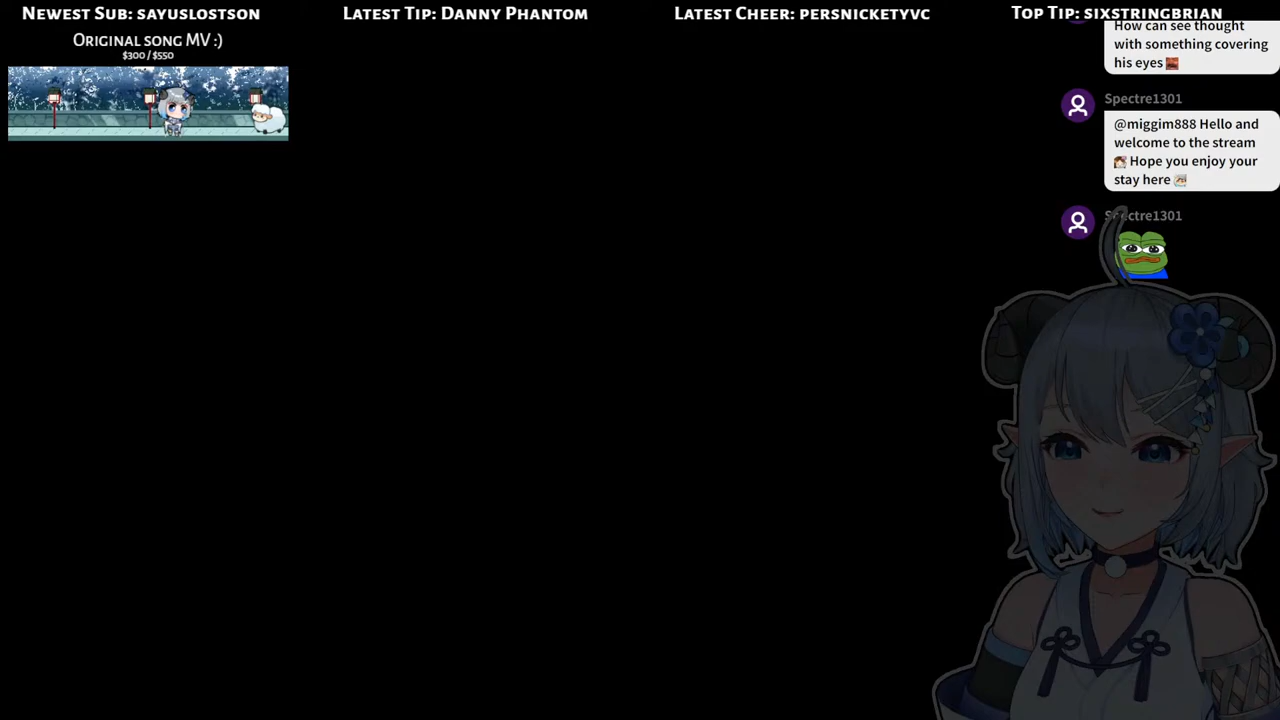 Newest Sub: sayuslostson
Latest Tip: Danny Phantom
Latest Cheer: persnicketyvc
Top Tip: sixstringbrian
Original song MV :)
$300 / $550
How can see thought
with something covering
his eyes
Spectre1301
@miggim888 Hello and
welcome to the stream
Hope you enjoy your
stay here
Spectre1301